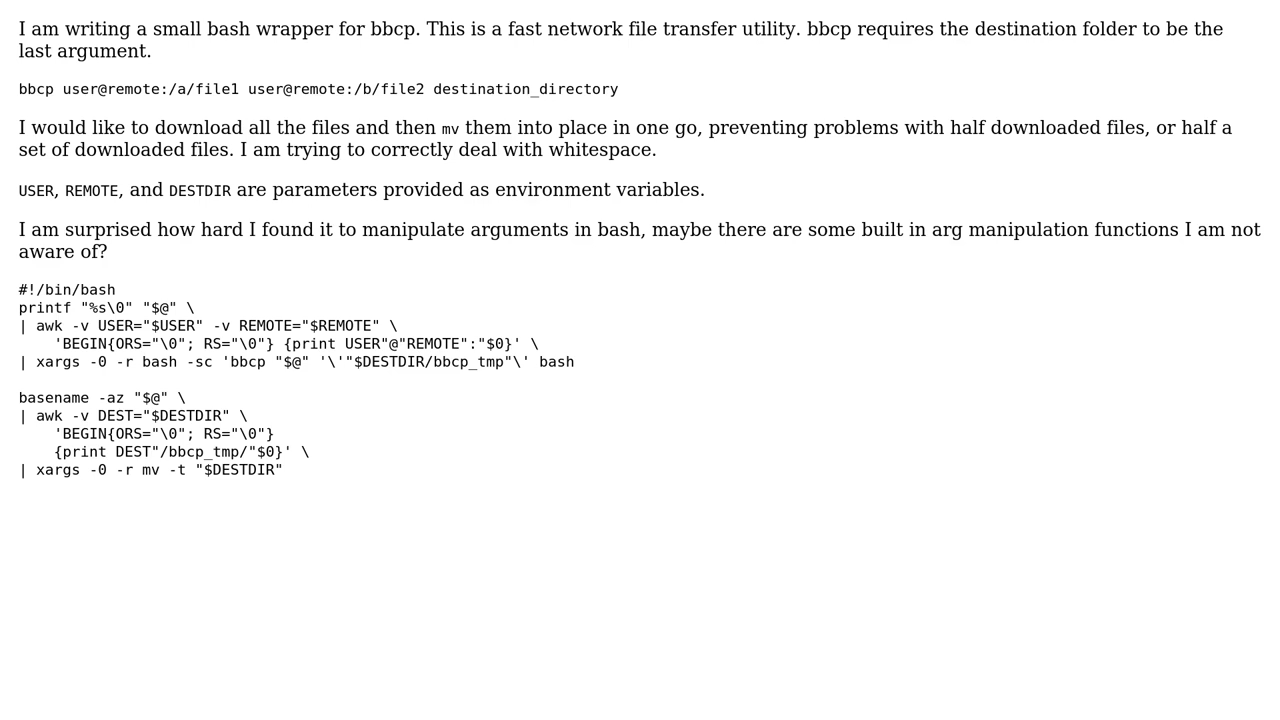 I am writing a small bash wrapper for bbcp. This is a fast network file transfer utility. bbcp requires the destination folder to be the
last argument.
bbcp user@remote:/a/file1 user@remote:/b/file2 destination_directory
I would like to download all the files and then mv them into place in one go, preventing problems with half downloaded files, or half a
set of downloaded files. I am trying to correctly deal with whitespace.
USER, REMOTE, and DESTDIR are parameters provided as environment variables.
I am surprised how hard I found it to manipulate arguments in bash, maybe there are some built in arg manipulation functions I am not
aware of?
#!/bin/bash
printf "%s\0" "$@" \
| awk -v USER="$USER" -v REMOTE="$REMOTE" \
    'BEGIN{ORS="\0"; RS="\0"} {print USER"@"REMOTE":"$0}' \
| xargs -0 -r bash -sc 'bbcp "$@" '\'"$DESTDIR/bbcp_tmp"\' bash
basename -az "$@" \
| awk -v DEST="$DESTDIR" \
    'BEGIN{ORS="\0"; RS="\0"}
    {print DEST"/bbcp_tmp/"$0}' \
| xargs -0 -r mv -t "$DESTDIR"